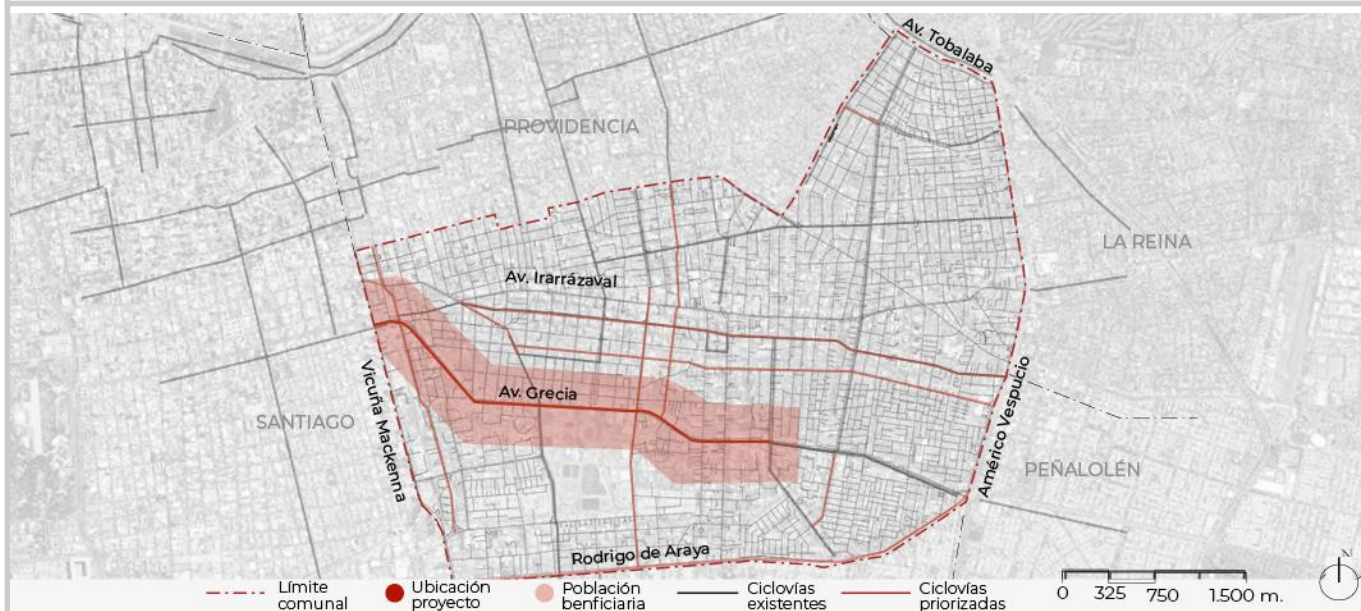 Av. Tobalaba
PROVIDENCIA
LA REINA
Av. Irarrázaval
Av. Grecia
Vicuña Mackenna
SANTIAGO
Américo Vespucio
PEÑALOLÉN
Rodrigo de Araya
Límite
comunal
Ubicación
proyecto
Población
benficiaria
Ciclovías
existentes
Ciclovías
priorizadas
0 325 750 1.500 m.
N